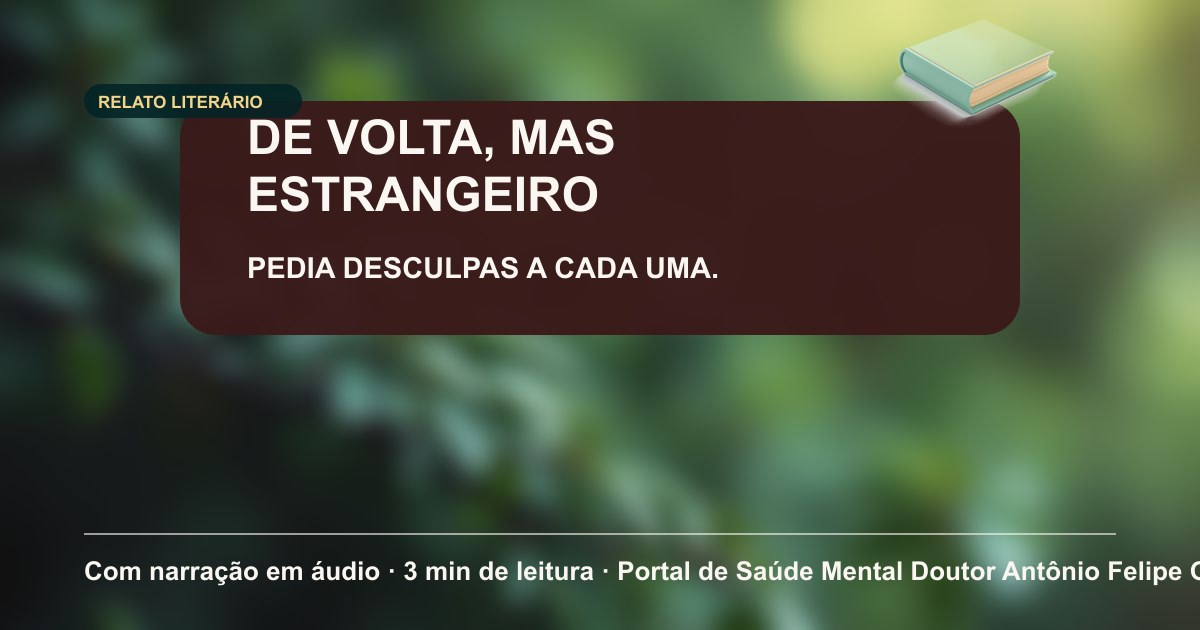 RELATO LITERÁRIO
DE VOLTA, MAS
ESTRANGEIRO
PEDIA DESCULPAS A CADA UMA.
Com narração em áudio · 3 min de leitura · Portal de Saúde Mental Doutor Antônio Felipe